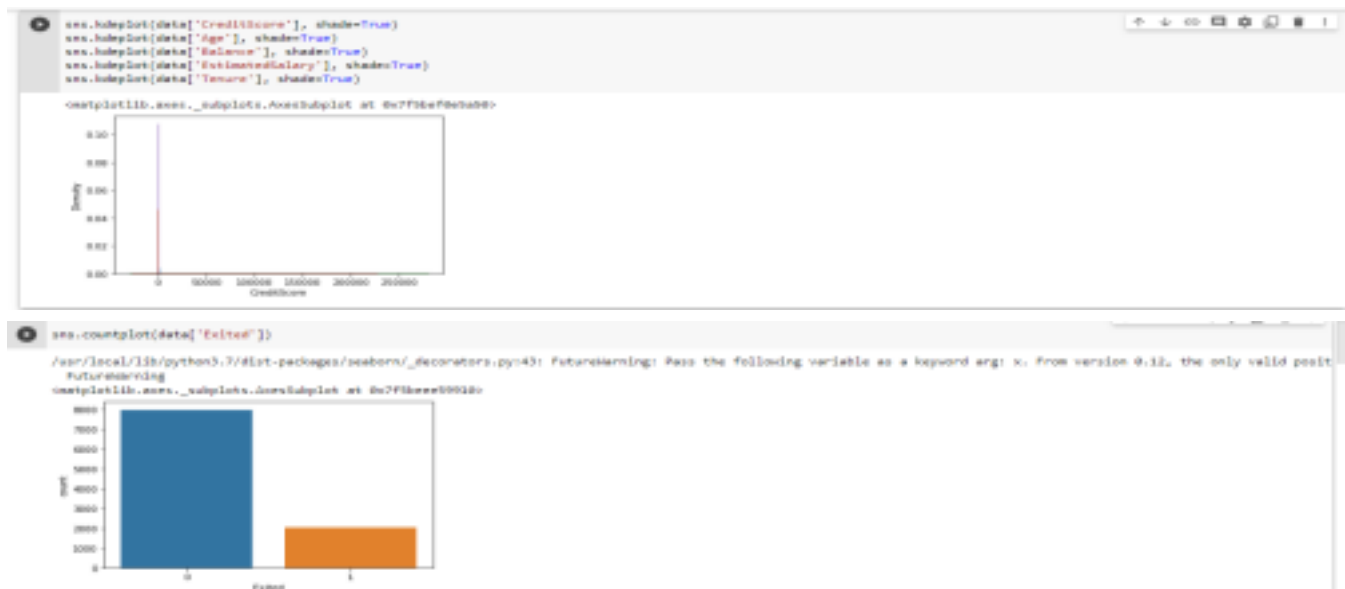 sns.kdeplot(data['CreditScore'], shade=True)
sns.kdeplot(data['Age'], shade=True)
sns.kdeplot(data['Balance'], shade=True)
sns.kdeplot(data['EstimatedSalary'], shade=True)
sns.kdeplot(data['Tenure'], shade=True)
<matplotlib.axes._subplots.AxesSubplot at
0.10
0.08
0.06
0.04
0.02
0.00
Density
0 50000 100000 150000 200000 250000
CreditScore
sns.countplot(data['Exited'])
/usr/local/lib/python3.7/dist-packages/seaborn/_decorators.py:43: FutureWarning: Pass the following variable as a keyword arg: x. From version 0.12, the only valid posit
FutureWarning
<matplotlib.axes._subplots.AxesSubplot at
8000
7000
6000
5000
4000
3000
2000
1000
0
count
0 1
Exited